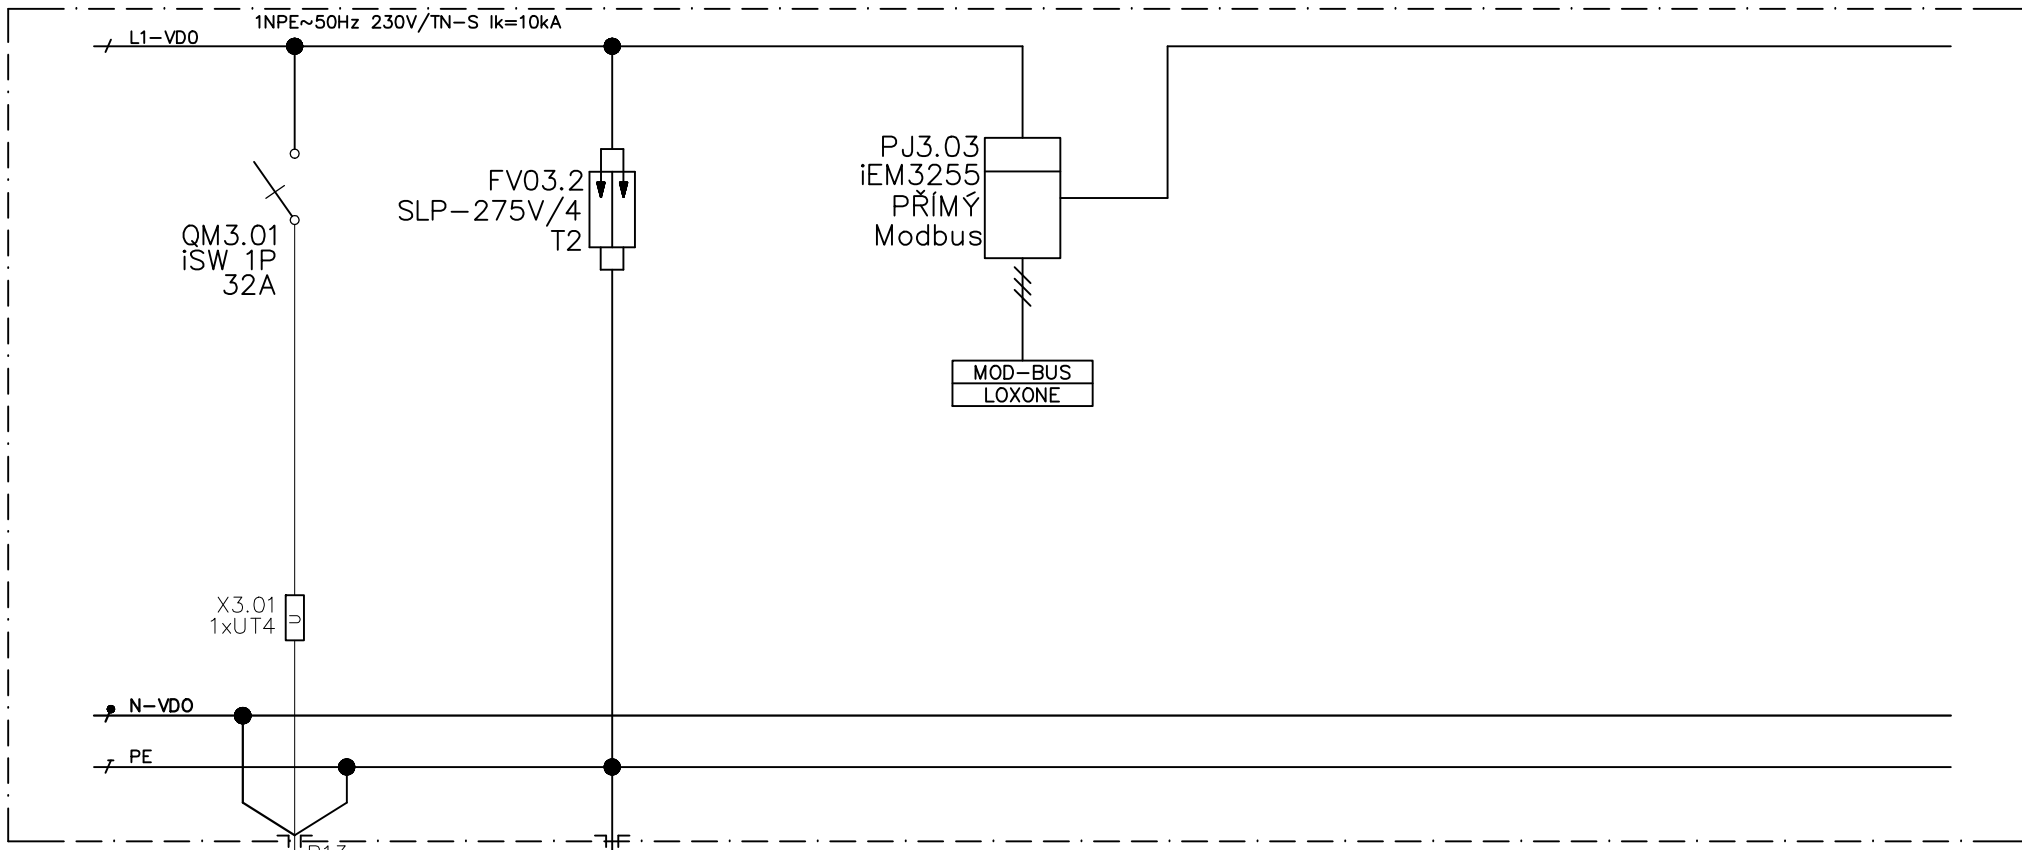 1NPE~50Hz 230V/TN-S Ik=10kA
L1-VDO
PJ3.03
iEM3255
PŘÍMÝ
Modbus
FV03.2
SLP-275V/4
T2
QM3.01
iSW 1P
32A
MOD-BUS
LOXONE
X3.01
1xUT4
U
N-VDO
PE